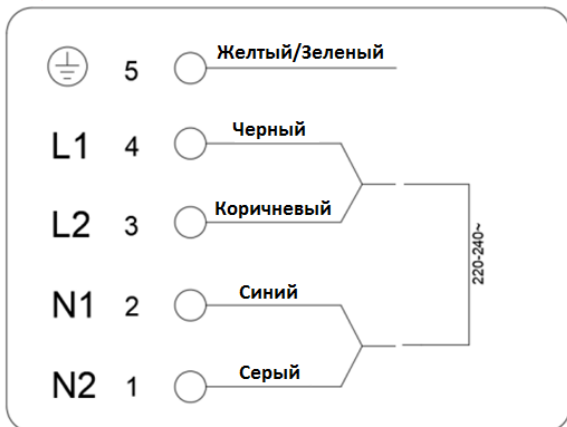 5 Желтый/Зеленый
L1 4 Черный
L2 3 Коричневый
220-240~
N1 2 Синий
N2 1 Серый